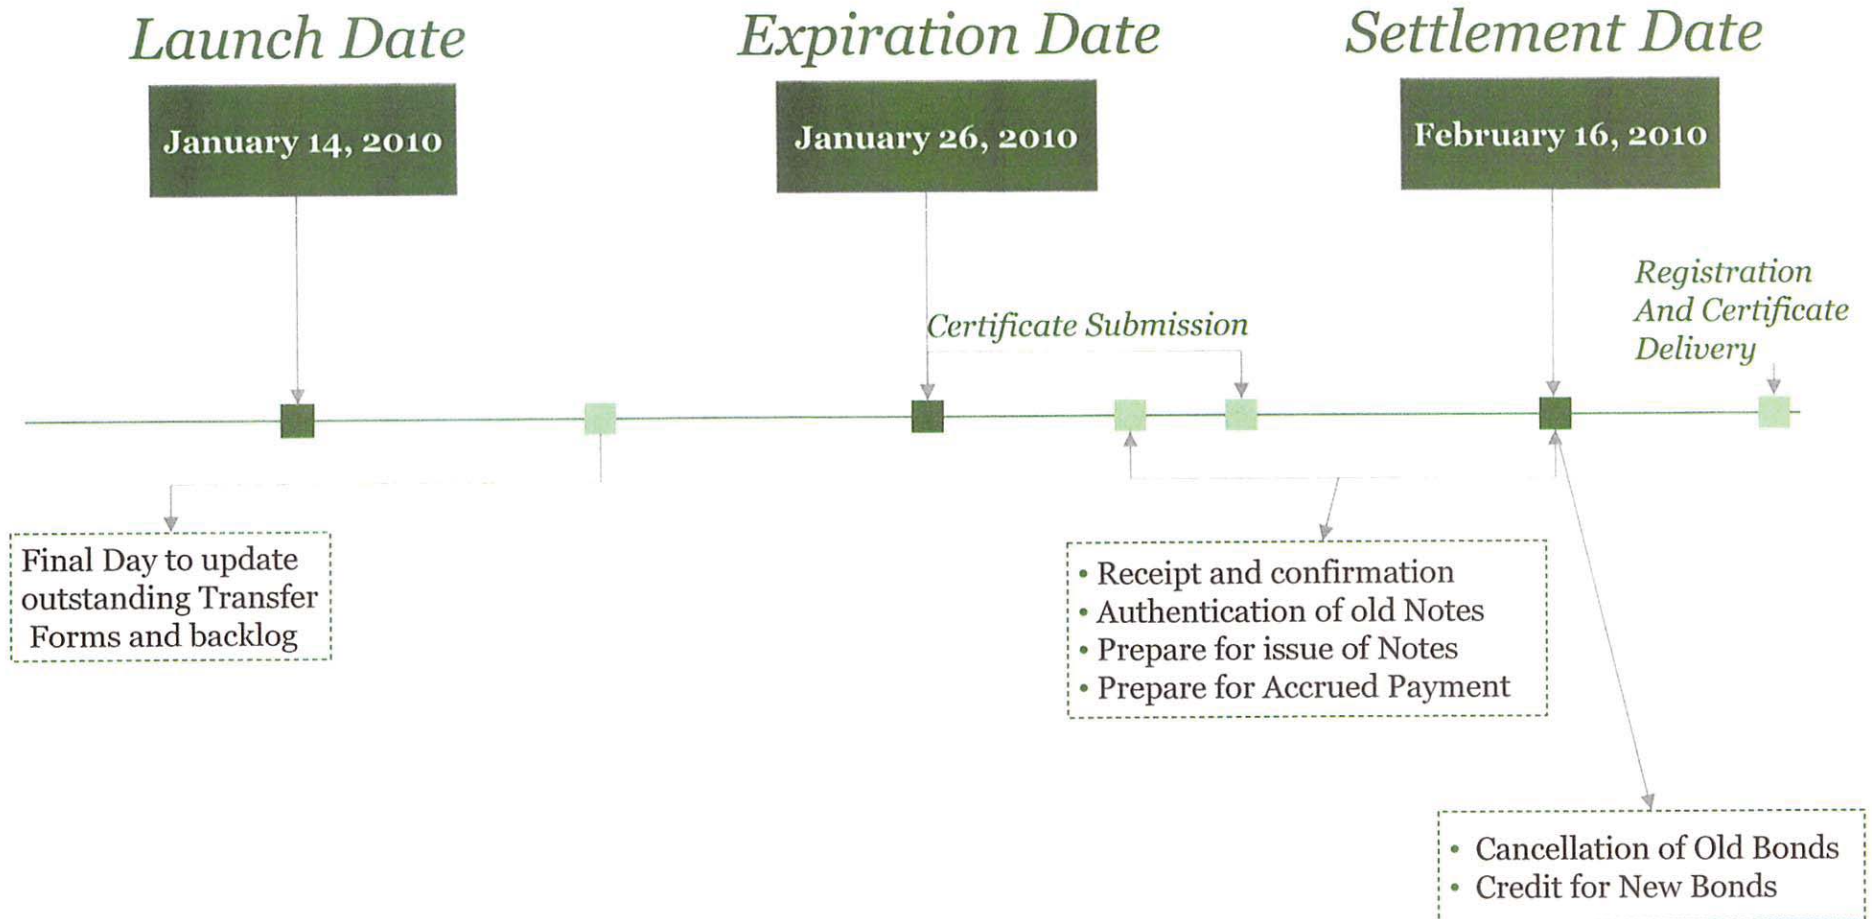 Launch Date
Expiration Date
Settlement Date
January 14, 2010
January 26, 2010
February 16, 2010
Registration
And Certificate
Delivery
Certificate Submission
Final Day to update
outstanding Transfer
Forms and backlog
• Receipt and confirmation
• Authentication of old Notes
• Prepare for issue of Notes
• Prepare for Accrued Payment
• Cancellation of Old Bonds
• Credit for New Bonds